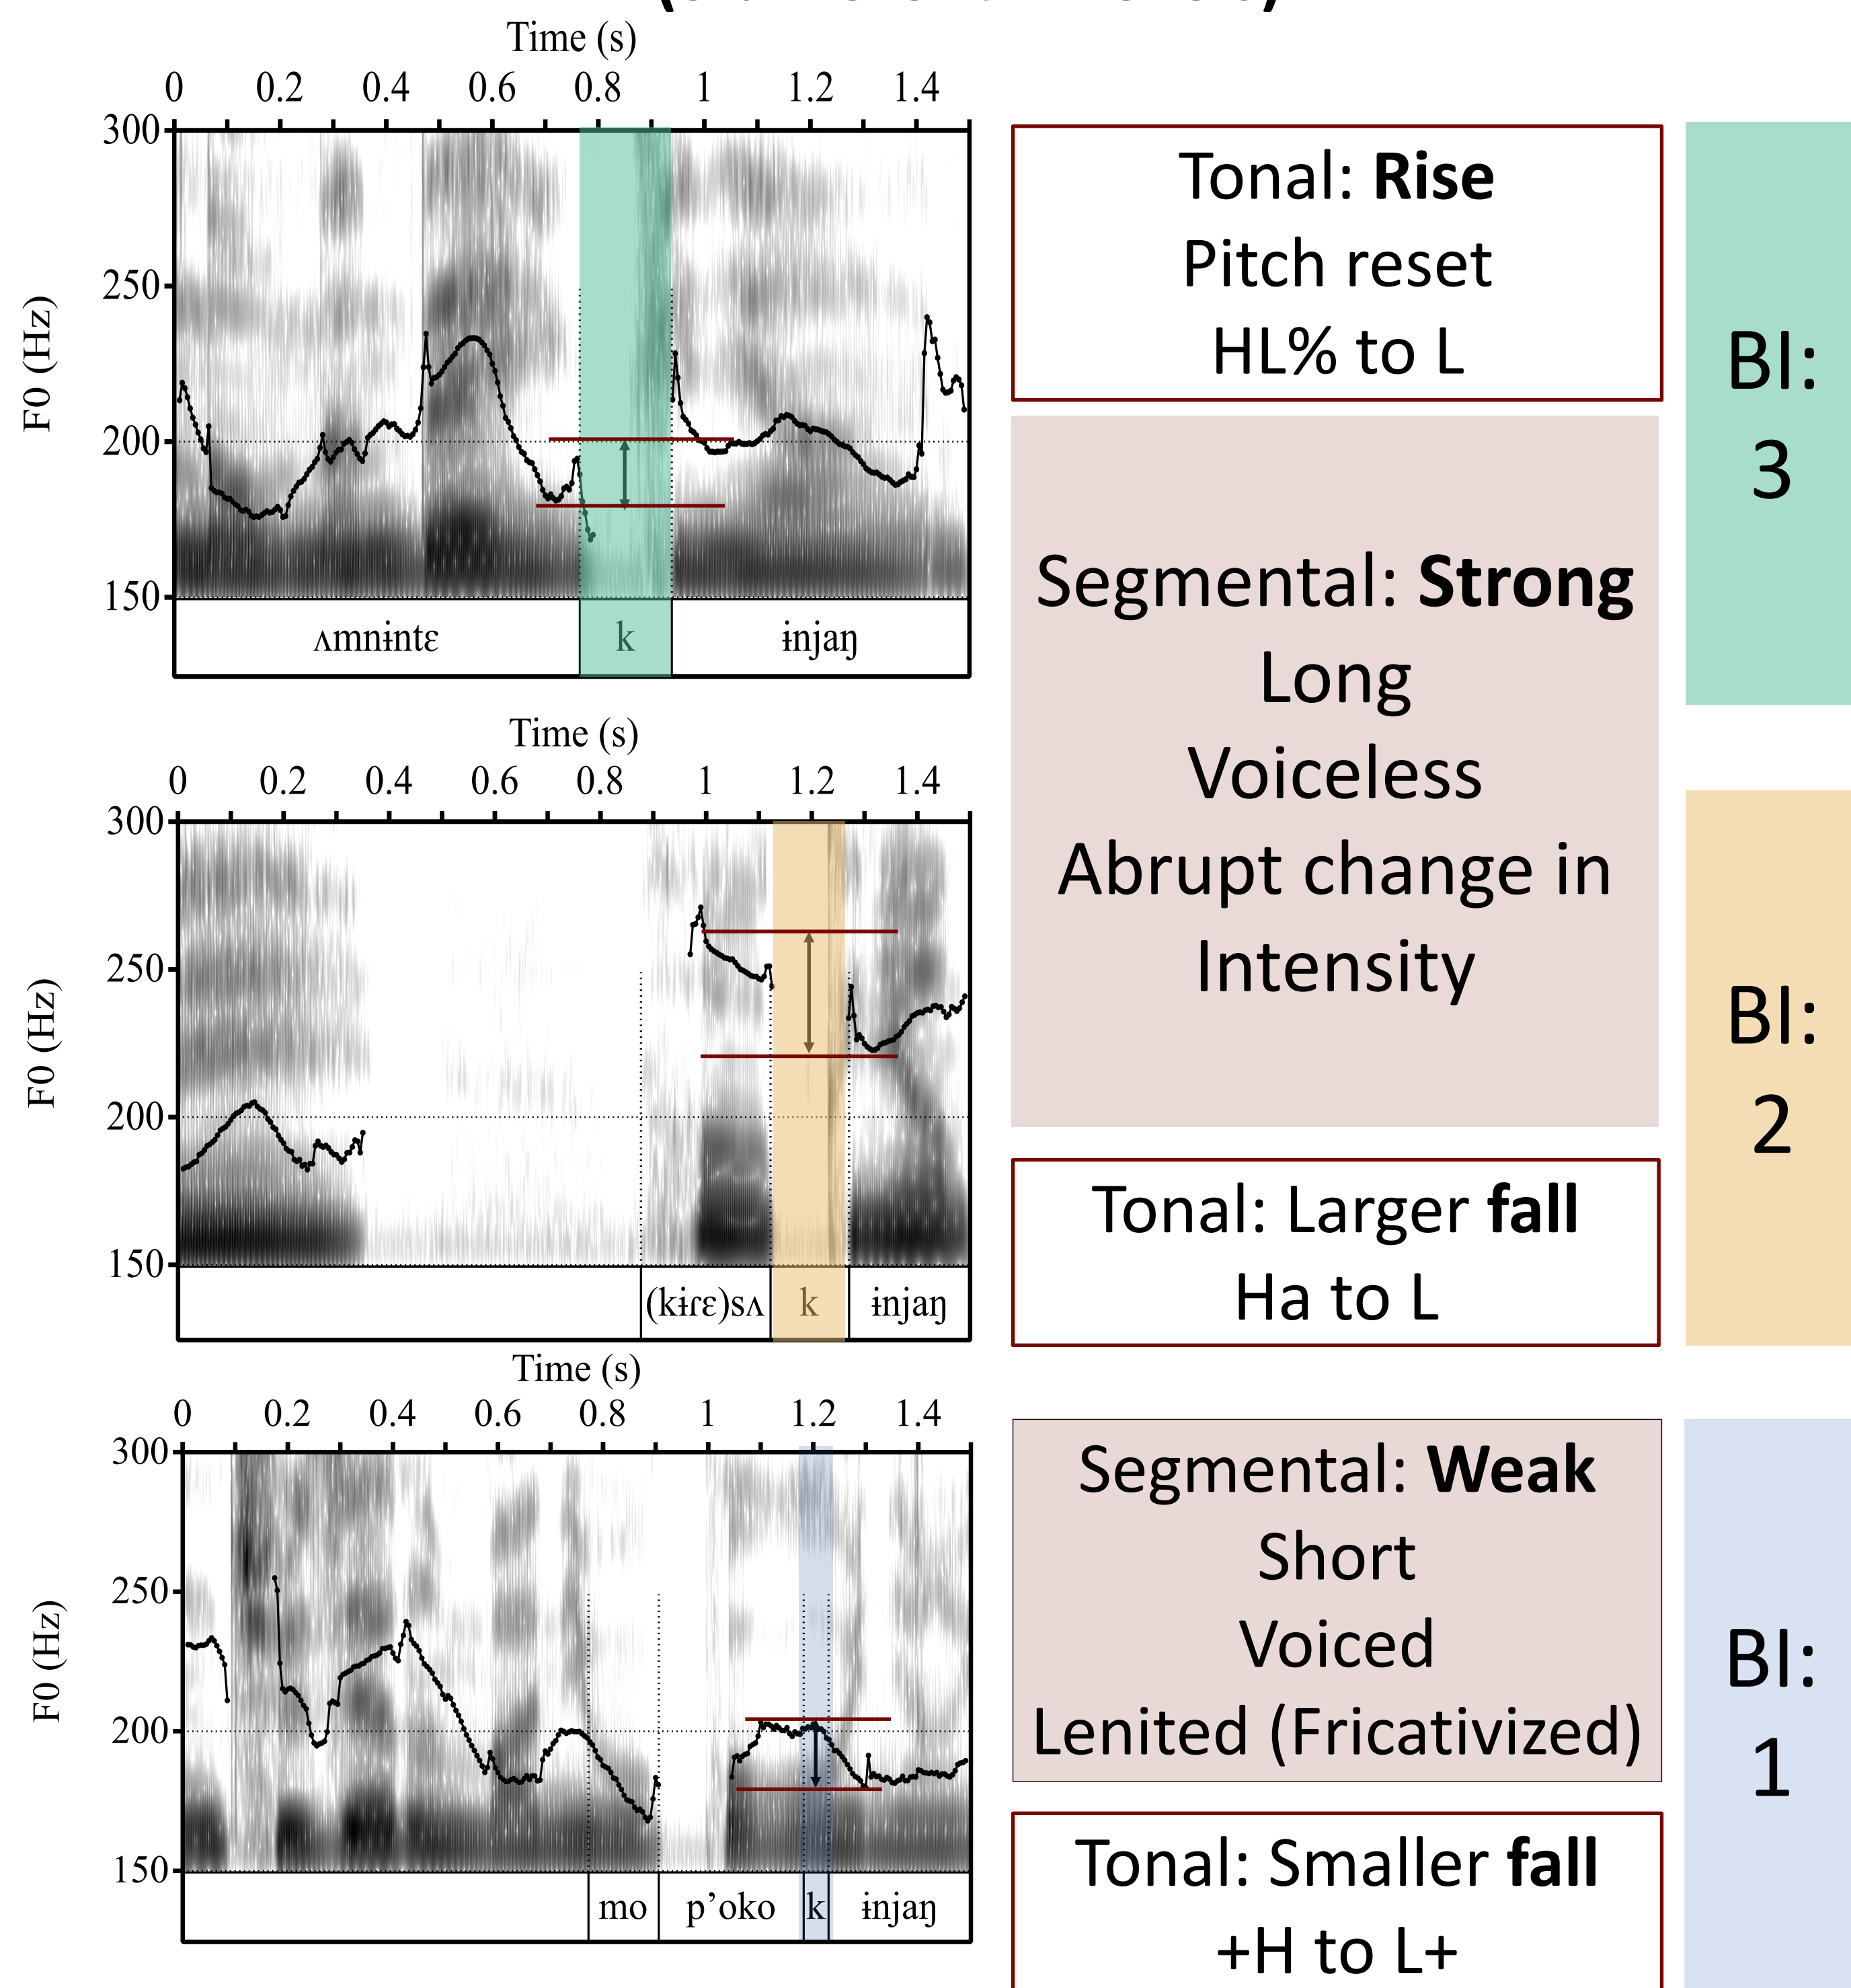 Time (s)
0 0.2 0.4 0.6 0.8 1 1.2 1.4
300
250
200
150
F0 (Hz)
ʌmnɨntɛ k ɨnjaŋ
Tonal: Rise
Pitch reset
HL% to L
BI:
3
Segmental: Strong
Long
Voiceless
Abrupt change in
Intensity
Time (s)
0 0.2 0.4 0.6 0.8 1 1.2 1.4
300
250
200
150
F0 (Hz)
(kɨɾɛ)sʌ k ɨnjaŋ
BI:
2
Tonal: Larger fall
Ha to L
Time (s)
0 0.2 0.4 0.6 0.8 1 1.2 1.4
300
250
200
150
F0 (Hz)
mo p’oko k ɨnjaŋ
Segmental: Weak
Short
Voiced
Lenited (Fricativized)
BI:
1
Tonal: Smaller fall
+H to L+